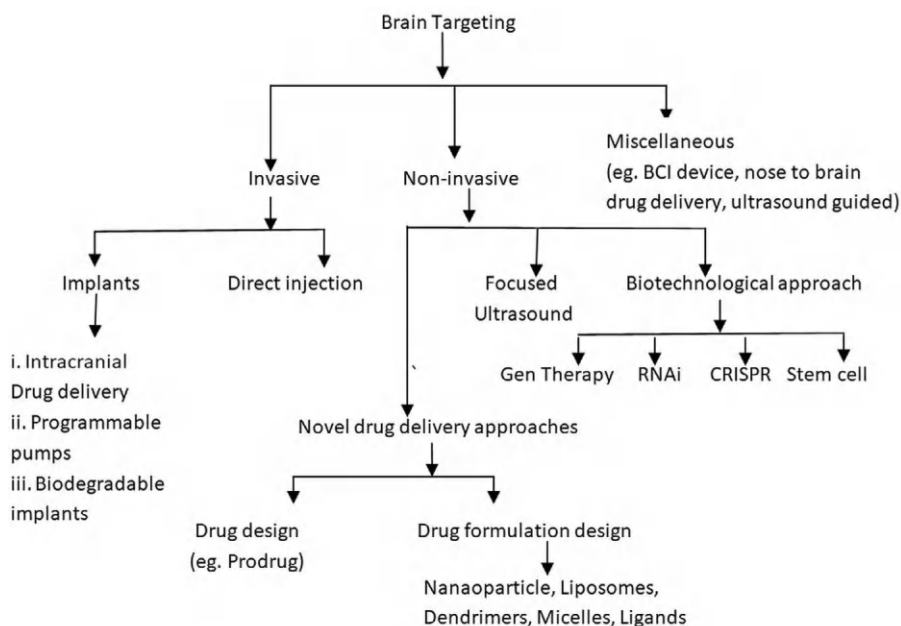 Brain Targeting
Miscellaneous
(eg. BCI device, nose to brain
drug delivery, ultrasound guided)
Invasive
Non-invasive
Implants
Direct injection
Focused
Ultrasound
Biotechnological approach
i. Intracranial
Drug delivery
ii. Programmable
pumps
iii. Biodegradable
implants
Gen Therapy
RNAi
CRISPR
Stem cell
Novel drug delivery approaches
Drug design
(eg. Prodrug)
Drug formulation design
Nanaoparticle, Liposomes,
Dendrimers, Micelles, Ligands